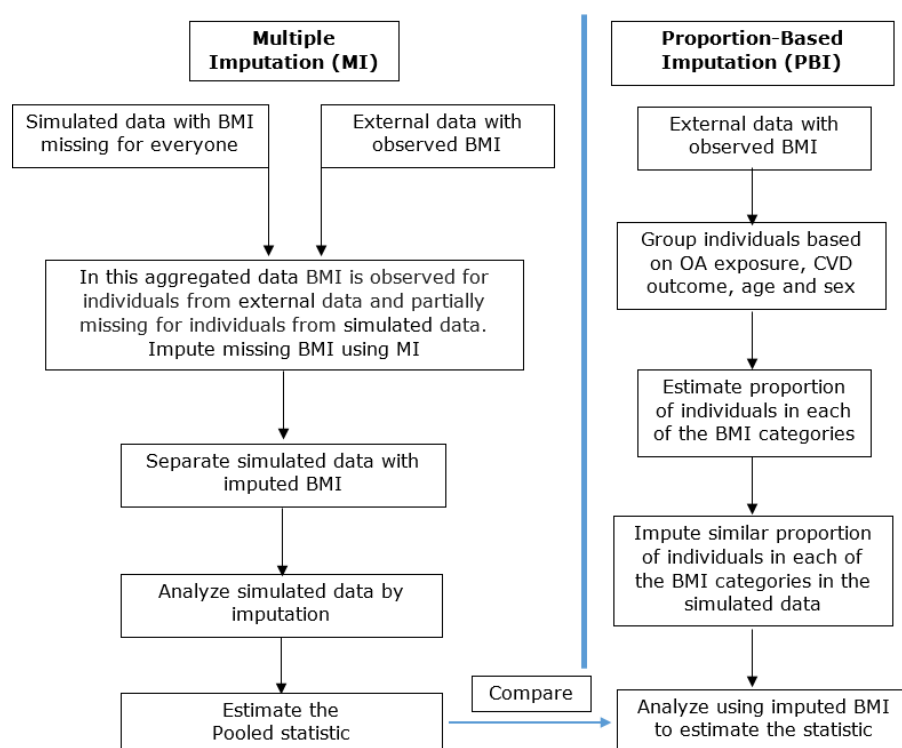 Multiple
Imputation (MI)
Simulated data with BMI
missing for everyone
External data with
observed BMI
In this aggregated data BMI is observed for
individuals from external data and partially
missing for individuals from simulated data.
Impute missing BMI using MI
Separate simulated data with
imputed BMI
Analyze simulated data by
imputation
Estimate the
Pooled statistic
Compare
Proportion-Based
Imputation (PBI)
External data with
observed BMI
Group individuals based
on OA exposure, CVD
outcome, age and sex
Estimate proportion
of individuals in each
of the BMI categories
Impute similar proportion
of individuals in each of
the BMI categories in the
simulated data
Analyze using imputed BMI
to estimate the statistic